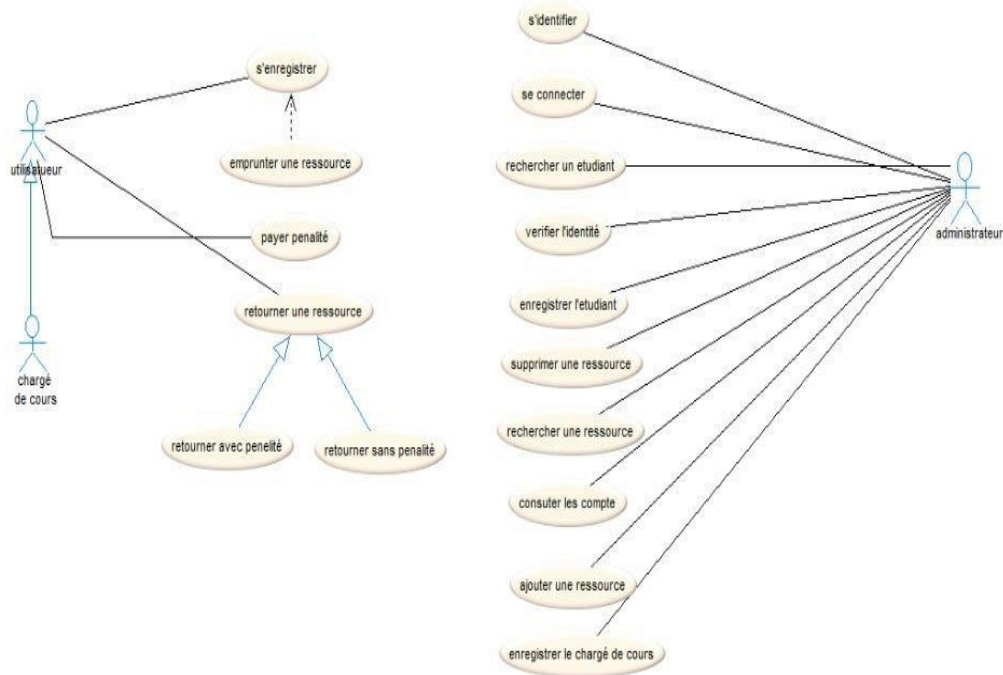 s'enregistrer
emprunter une ressource
utilisatueur
payer penalité
retourner une ressource
chargé
de cours
retourner avec penelité
retourner sans penalité
s'identifier
se connecter
rechercher un etudiant
verifier l'identité
administrateur
enregistrer l'etudiant
supprimer une ressource
rechercher une ressource
consuter les compte
ajouter une ressource
enregistrer le chargé de cours